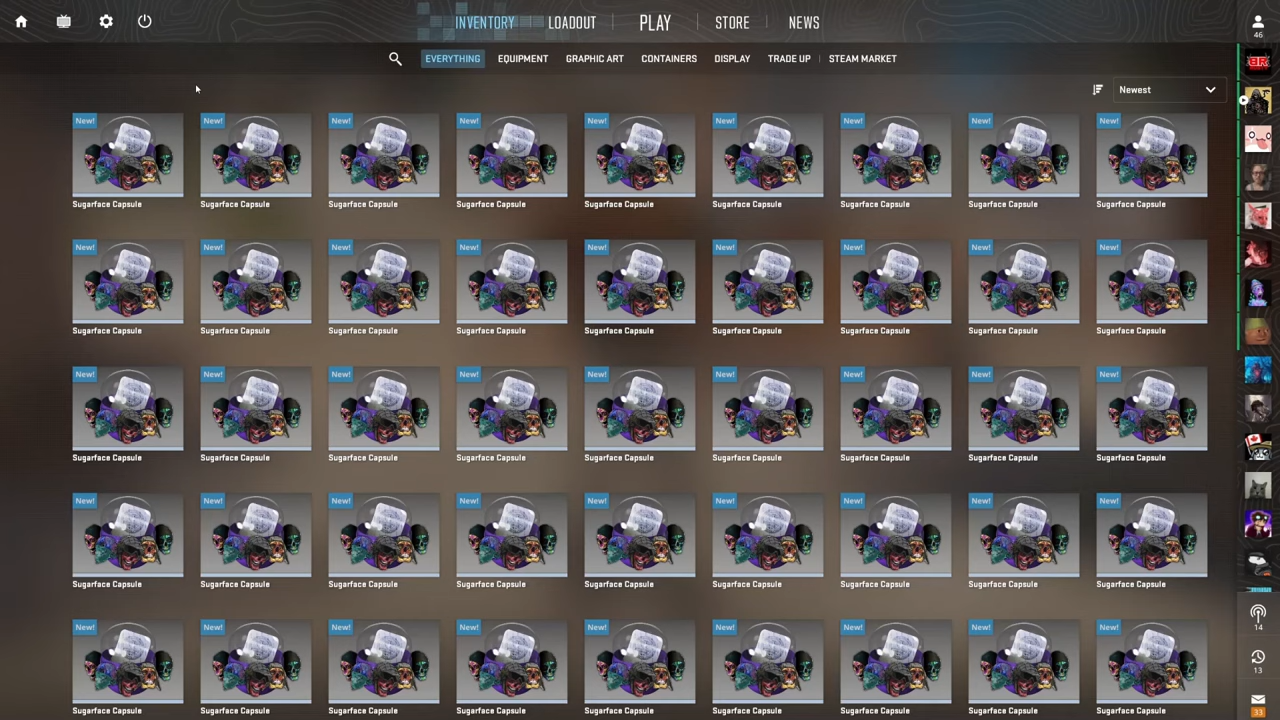 INVENTORY LOADOUT PLAY STORE NEWS
46
EVERYTHING EQUIPMENT GRAPHIC ART CONTAINERS DISPLAY TRADE UP STEAM MARKET
Newest
New! New! New! New! New! New! New! New! New!
Sugarface Capsule Sugarface Capsule Sugarface Capsule Sugarface Capsule Sugarface Capsule Sugarface Capsule Sugarface Capsule Sugarface Capsule Sugarface Capsule
New! New! New! New! New! New! New! New! New!
Sugarface Capsule Sugarface Capsule Sugarface Capsule Sugarface Capsule Sugarface Capsule Sugarface Capsule Sugarface Capsule Sugarface Capsule Sugarface Capsule
New! New! New! New! New! New! New! New! New!
Sugarface Capsule Sugarface Capsule Sugarface Capsule Sugarface Capsule Sugarface Capsule Sugarface Capsule Sugarface Capsule Sugarface Capsule Sugarface Capsule
New! New! New! New! New! New! New! New! New!
Sugarface Capsule Sugarface Capsule Sugarface Capsule Sugarface Capsule Sugarface Capsule Sugarface Capsule Sugarface Capsule Sugarface Capsule Sugarface Capsule
New! New! New! New! New! New! New! New! New!
Sugarface Capsule Sugarface Capsule Sugarface Capsule Sugarface Capsule Sugarface Capsule Sugarface Capsule Sugarface Capsule Sugarface Capsule Sugarface Capsule
14
13
33